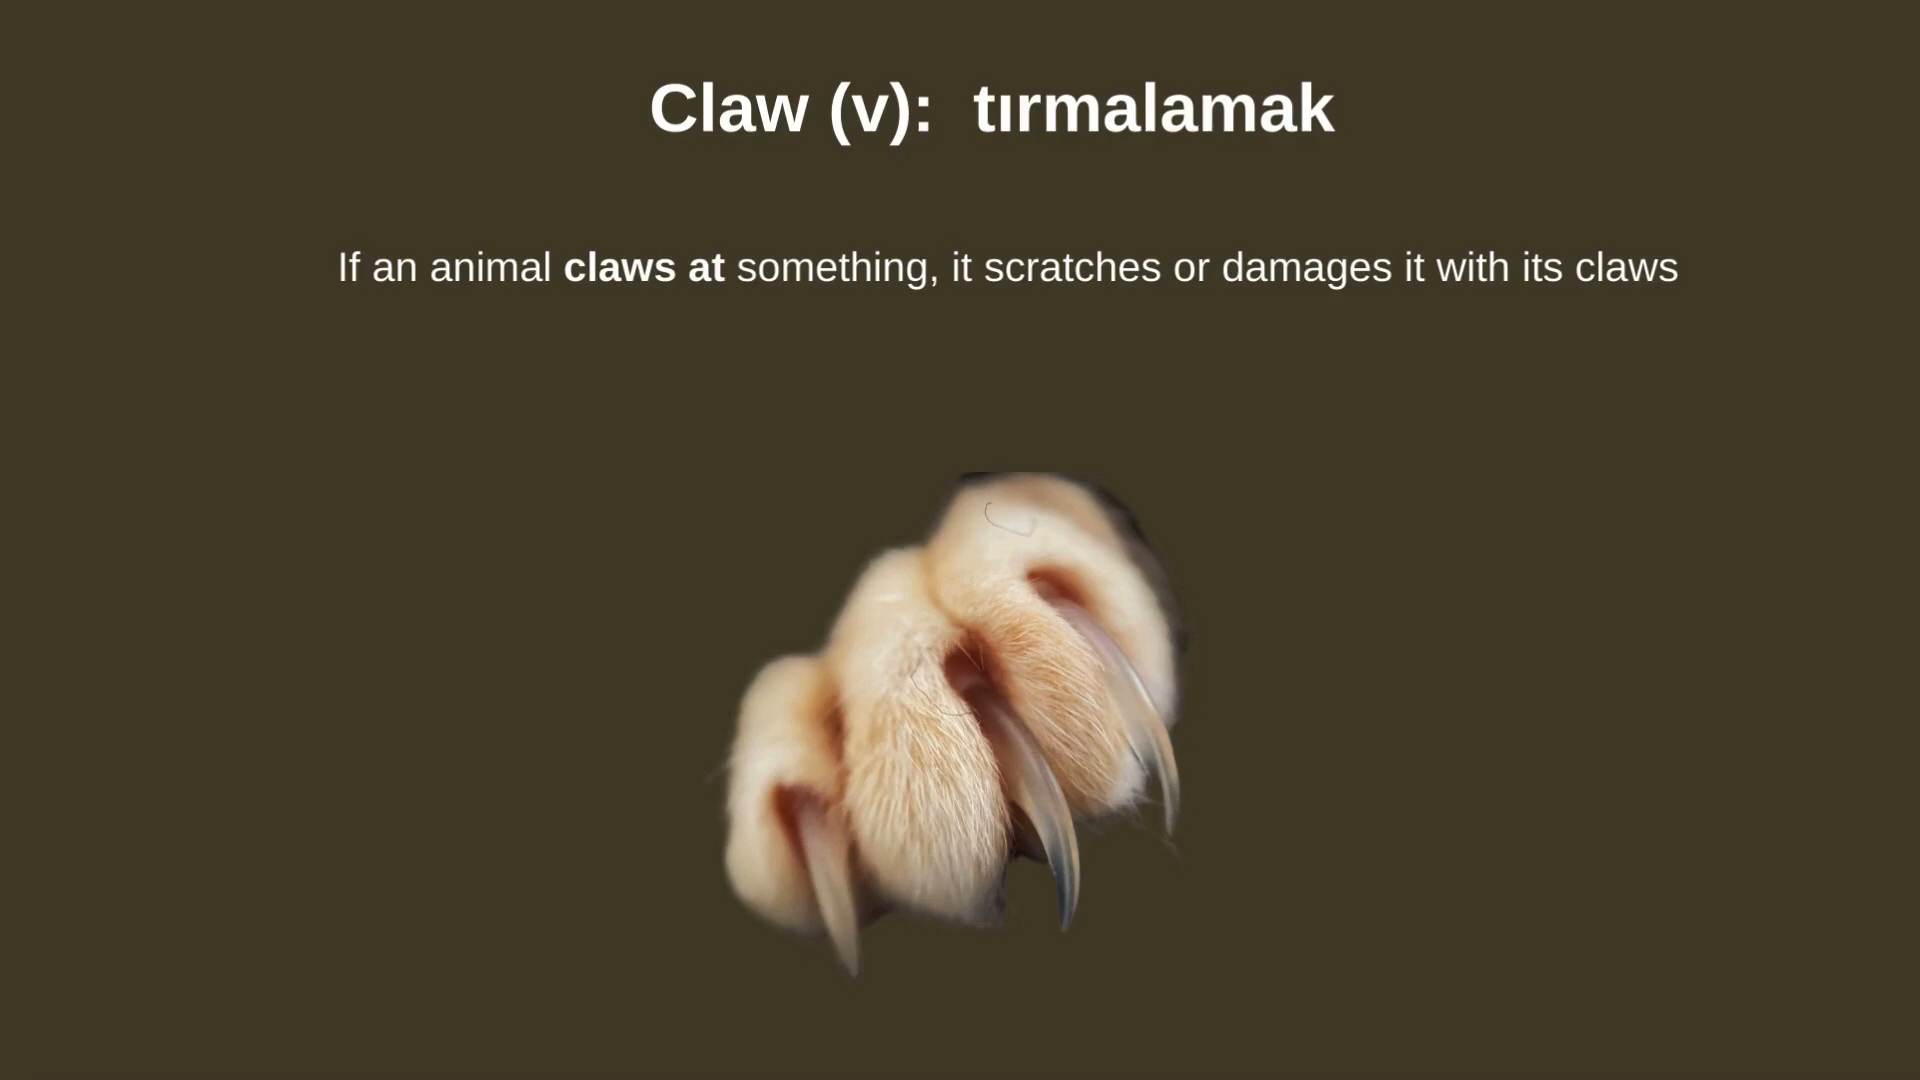 Claw (v): tırmalamak
If an animal claws at something, it scratches or damages it with its claws